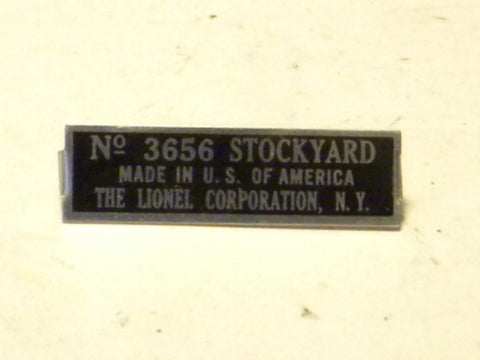 Nº 3656 STOCKYARD
MADE IN U. S. OF AMERICA
THE LIONEL CORPORATION, N. Y.